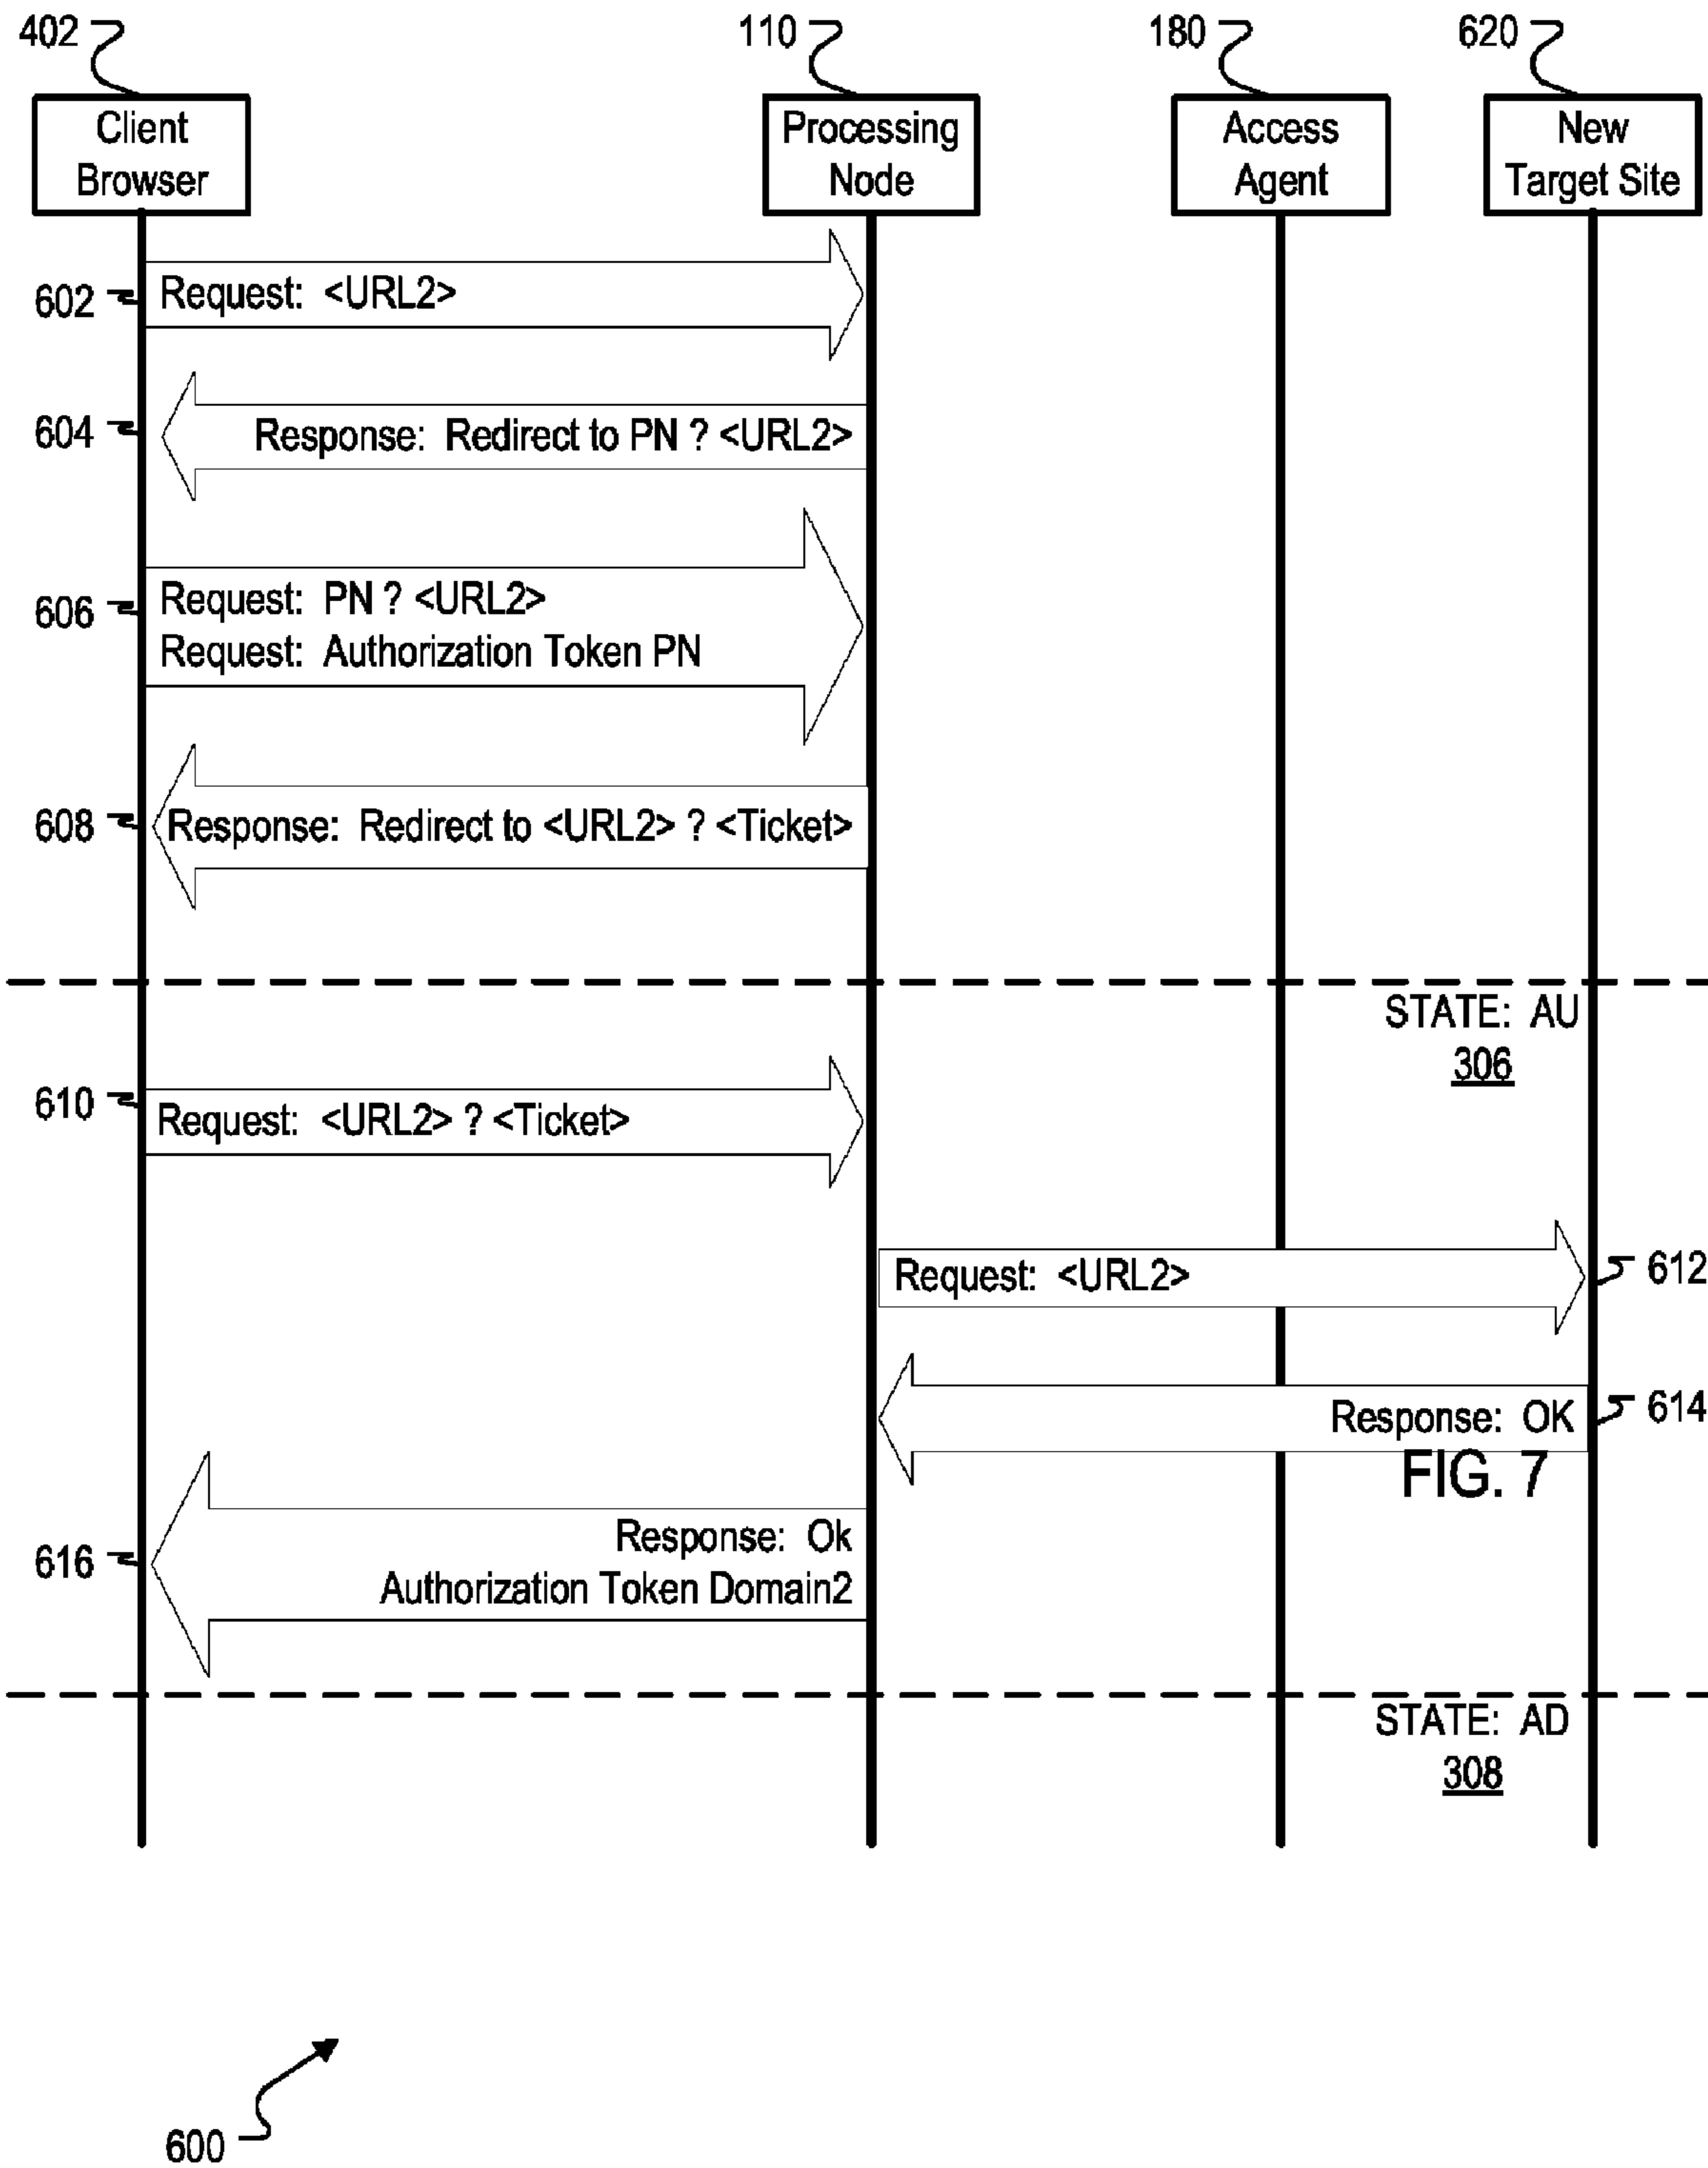 402
110
180
620
Client
Browser
Processing
Node
Access
Agent
New
Target Site
602
Request: <URL2>
604
Response: Redirect to PN ? <URL2>
606
Request: PN ? <URL2>
Request: Authorization Token PN
608
Response: Redirect to <URL2> ? <Ticket>
STATE: AU
306
610
Request: <URL2> ? <Ticket>
Request: <URL2>
612
Response: OK
614
FIG. 7
616
Response: Ok
Authorization Token Domain2
STATE: AD
308
600